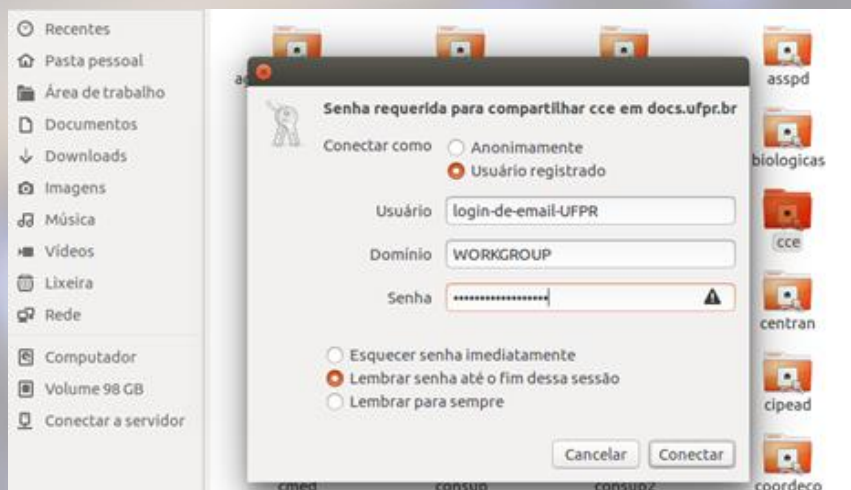 Recentes
Pasta pessoal
Área de trabalho
Documentos
Downloads
Imagens
Música
Vídeos
Lixeira
Rede
Computador
Volume 98 GB
Conectar a servidor
Senha requerida para compartilhar cce em docs.ufpr.br
Conectar como
Anonimamente
Usuário registrado
Usuário login-de-email-UFPR
Domínio WORKGROUP
Senha ••••••••••••••••••
Esquecer senha imediatamente
Lembrar senha até o fim dessa sessão
Lembrar para sempre
Cancelar Conectar
asspd
biologicas
cce
centran
cipead
cmed consup consup2 coordeco